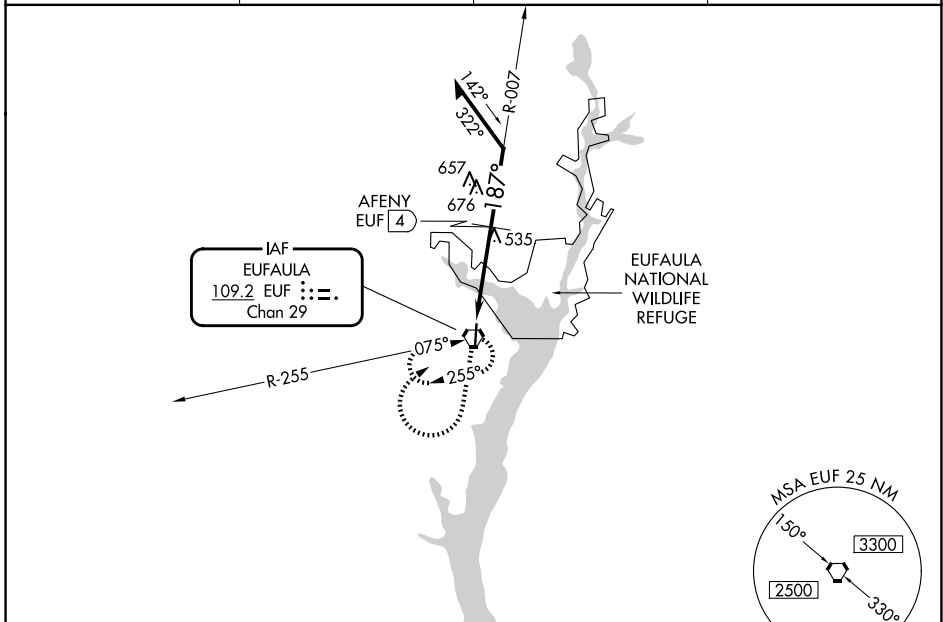 R-007
142°
322°
657
187°
676
AFENY
EUF 4
535
IAF
EUFAULA
109.2 EUF
Chan 29
EUFAULA
NATIONAL
WILDLIFE
REFUGE
075°
R-255
255°
MSA EUF 25 NM
150°
3300
2500
330°